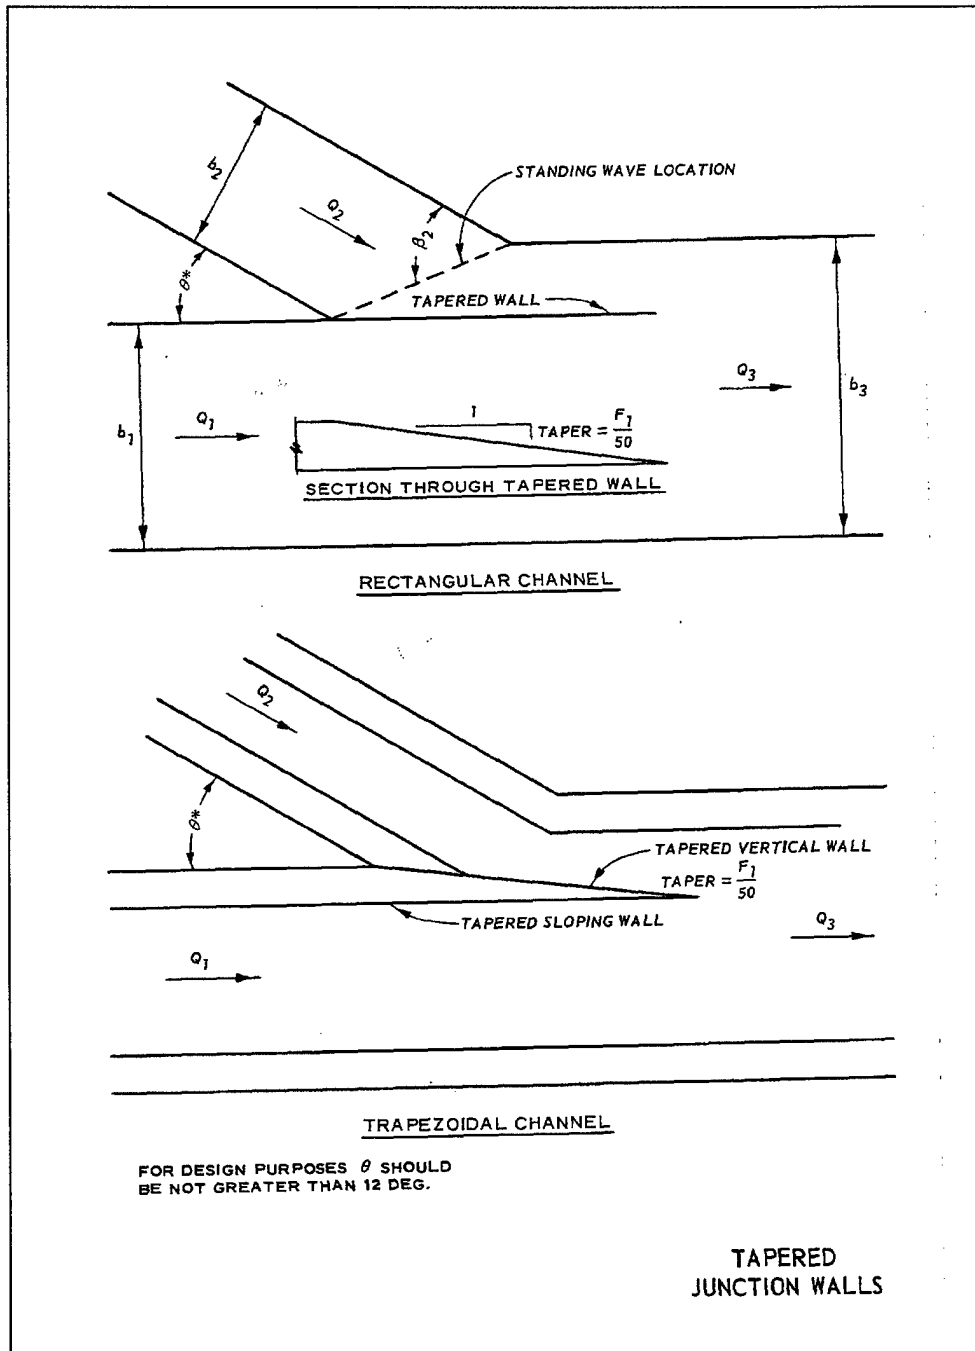 b2
Q2
β2
STANDING WAVE LOCATION
θ*
TAPERED WALL
b1
Q1
1
TAPER = F1/50
SECTION THROUGH TAPERED WALL
Q3
b3
RECTANGULAR CHANNEL
Q2
θ*
TAPERED VERTICAL WALL
TAPER = F1/50
TAPERED SLOPING WALL
Q3
Q1
TRAPEZOIDAL CHANNEL
FOR DESIGN PURPOSES θ SHOULD
BE NOT GREATER THAN 12 DEG.
TAPERED
JUNCTION WALLS